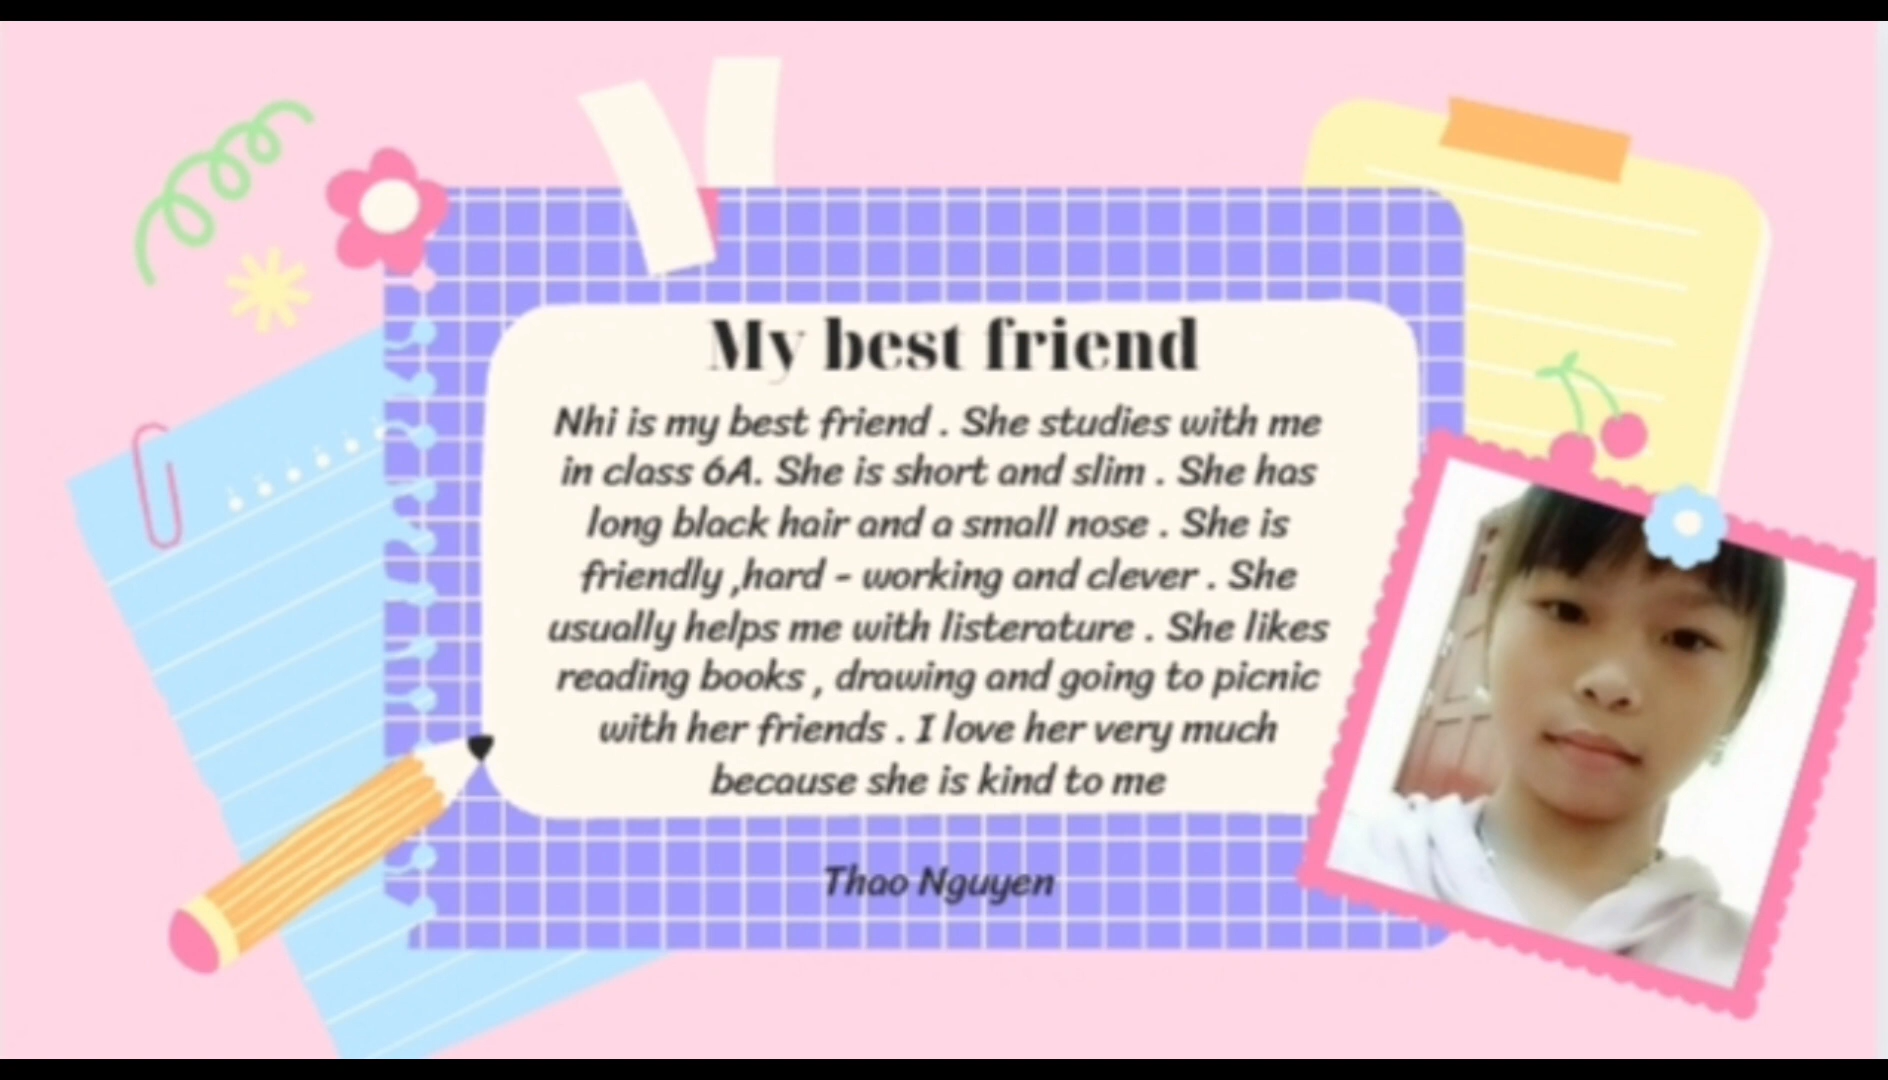 My best friend
Nhi is my best friend . She studies with me
in class 6A. She is short and slim . She has
long black hair and a small nose . She is
friendly ,hard - working and clever . She
usually helps me with listerature . She likes
reading books , drawing and going to picnic
with her friends . I love her very much
because she is kind to me
Thao Nguyen